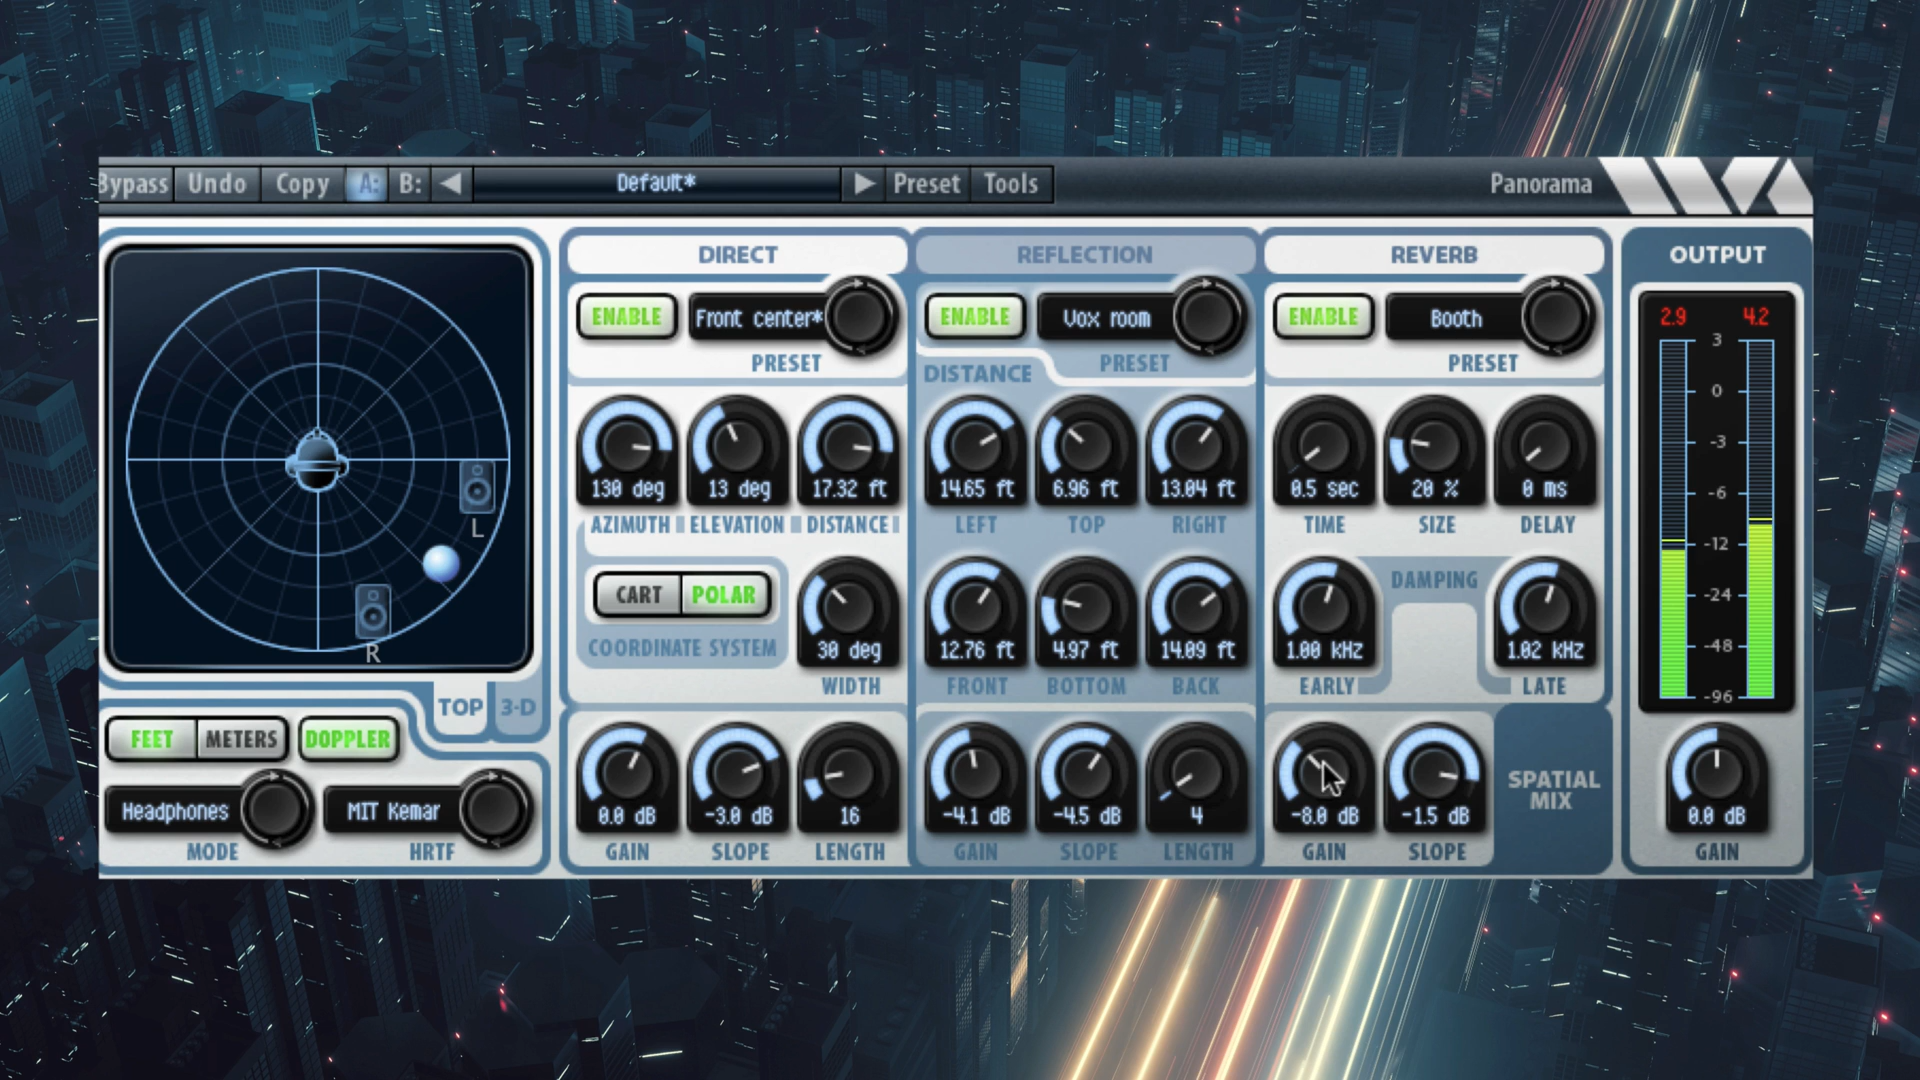 Bypass Undo Copy A: B: Default* Preset Tools Panorama
DIRECT REFLECTION REVERB OUTPUT
ENABLE Front center* ENABLE Vox room ENABLE Booth 2.9 4.2
PRESET PRESET PRESET
DISTANCE
3
0
-3
-6
-12
-24
-48
-96
130 deg 13 deg 17.32 ft 14.65 ft 6.96 ft 13.04 ft 0.5 sec 20 % 0 ms
AZIMUTH ELEVATION DISTANCE LEFT TOP RIGHT TIME SIZE DELAY
L
R
CART POLAR DAMPING
COORDINATE SYSTEM
30 deg 12.76 ft 4.97 ft 14.09 ft 1.00 kHz 1.02 kHz
WIDTH FRONT BOTTOM BACK EARLY LATE
TOP 3-D
FEET METERS DOPPLER
SPATIAL
MIX
Headphones MIT Kemar 0.0 dB -3.0 dB 16 -4.1 dB -4.5 dB 4 -8.0 dB -1.5 dB 0.0 dB
MODE HRTF GAIN SLOPE LENGTH GAIN SLOPE LENGTH GAIN SLOPE GAIN